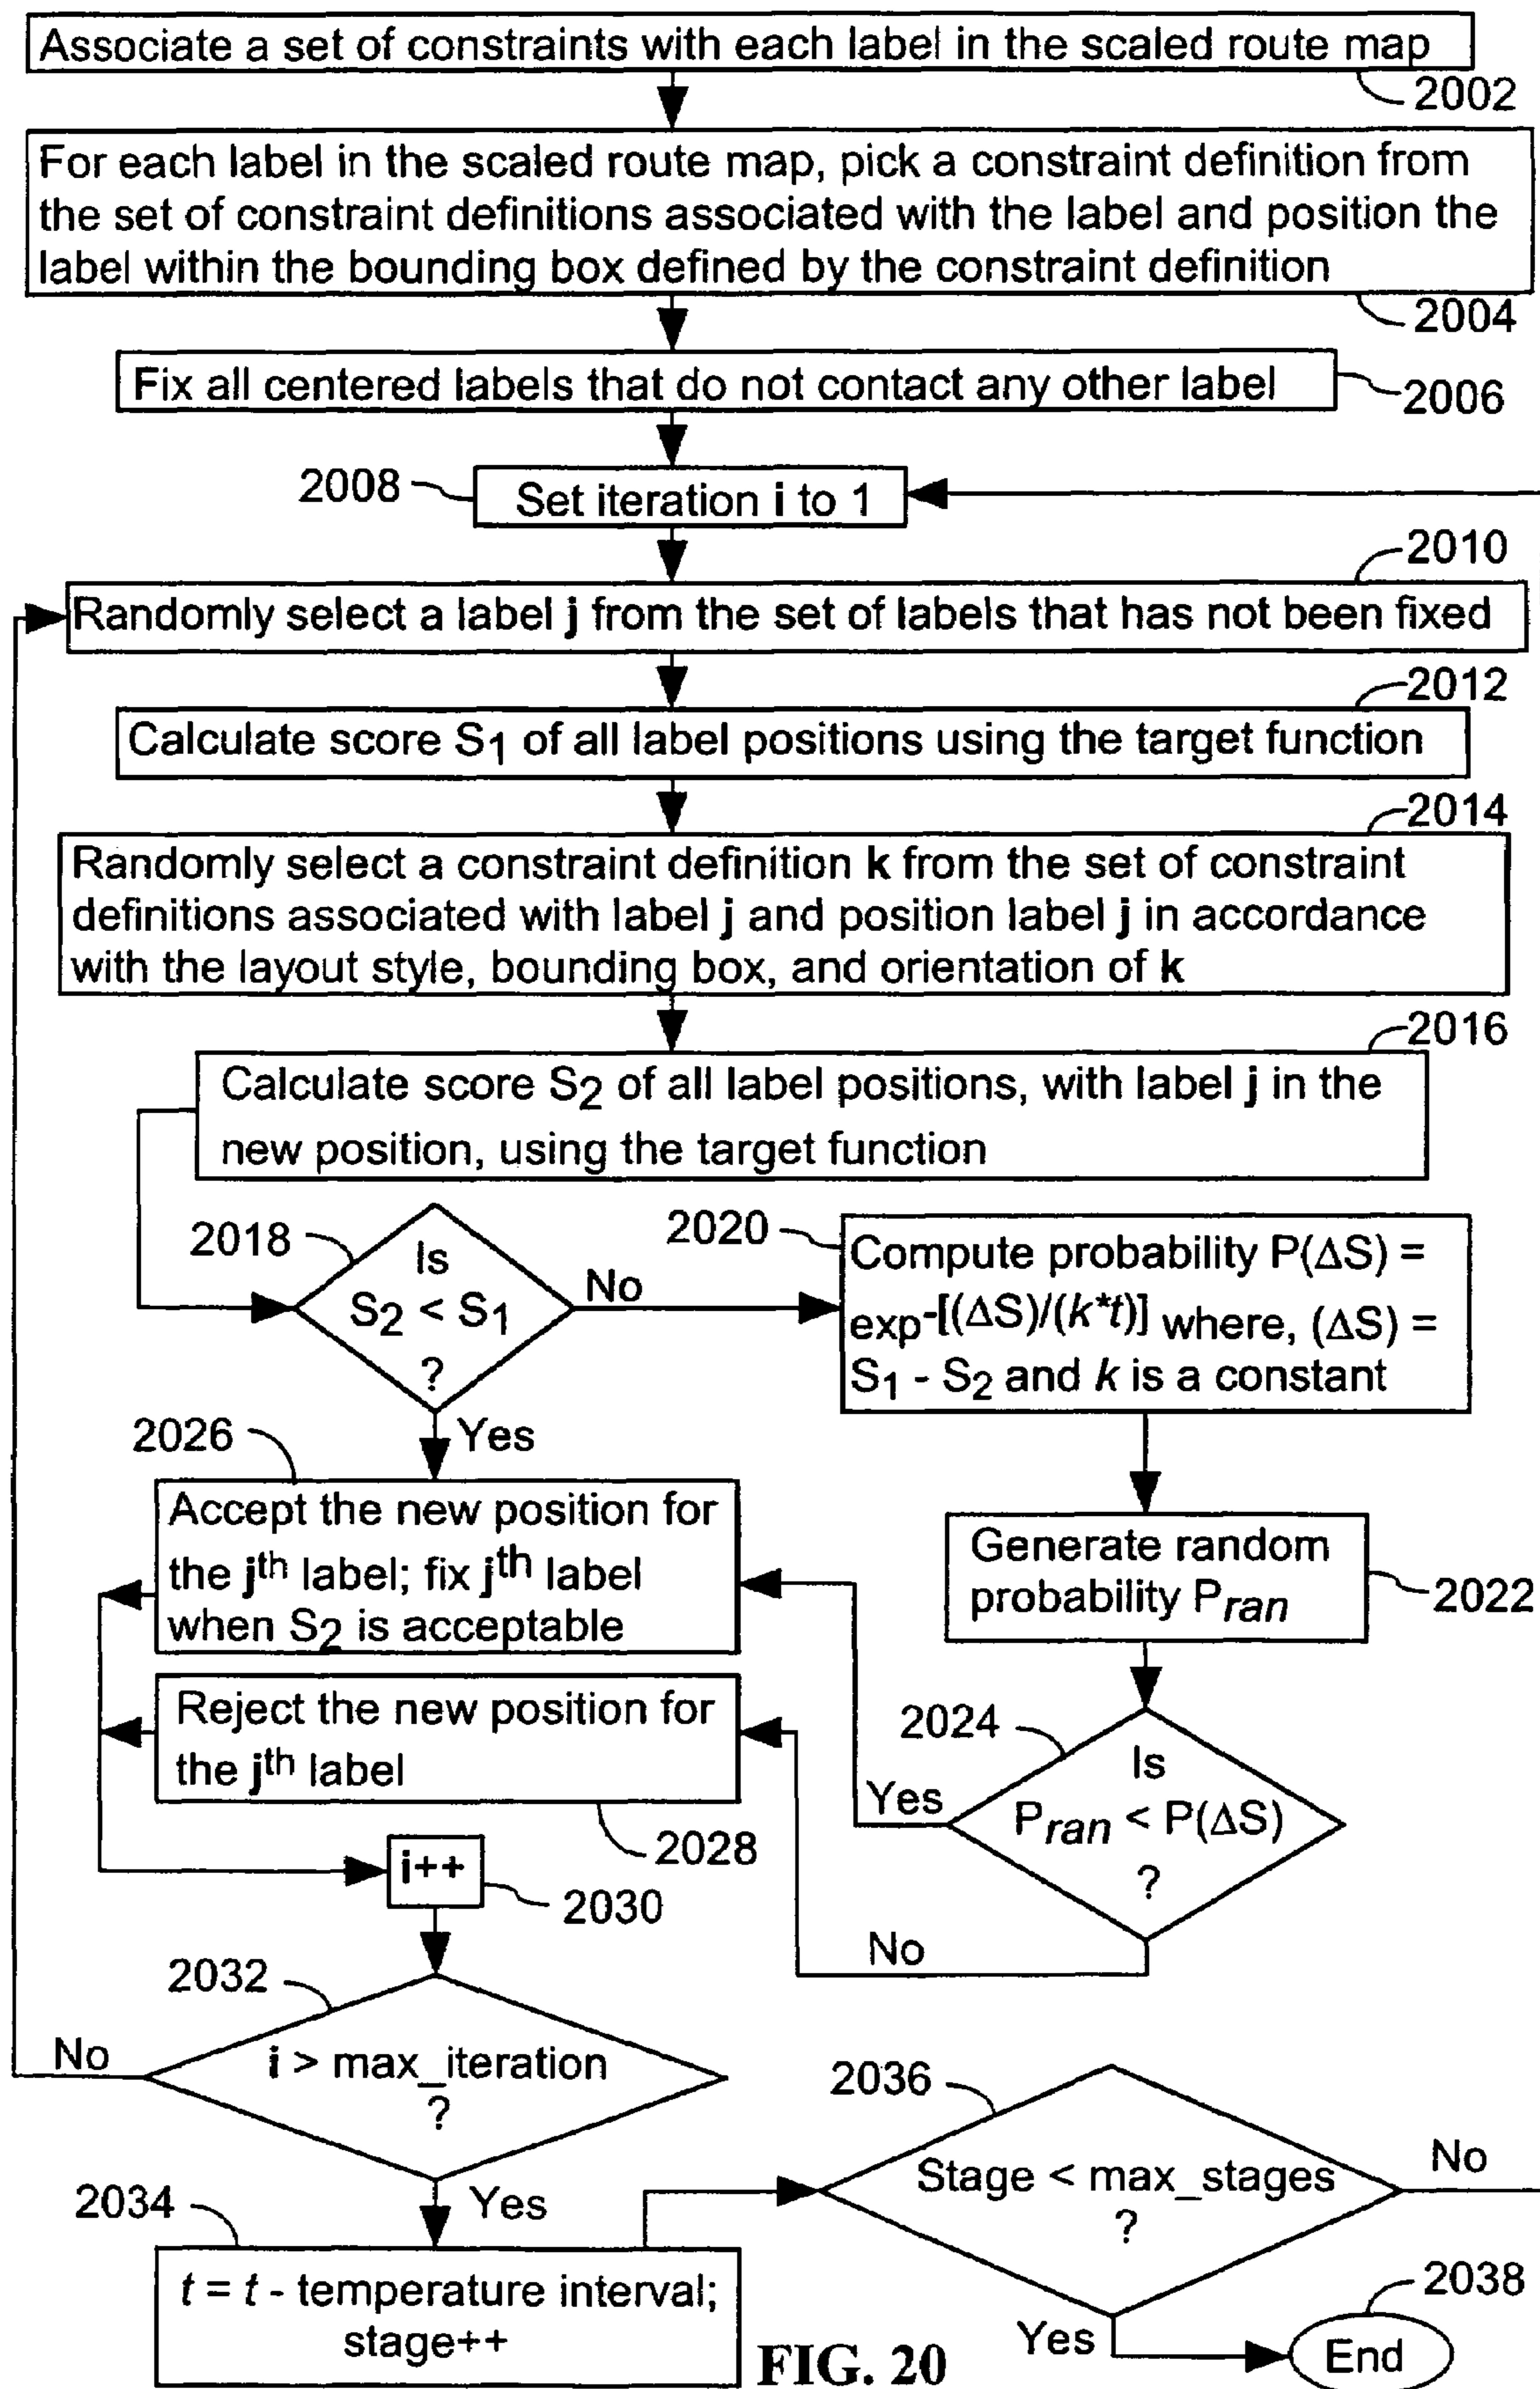 Associate a set of constraints with each label in the scaled route map
2002
For each label in the scaled route map, pick a constraint definition from
the set of constraint definitions associated with the label and position the
label within the bounding box defined by the constraint definition
2004
Fix all centered labels that do not contact any other label
2006
2008
Set iteration i to 1
2010
Randomly select a label j from the set of labels that has not been fixed
2012
Calculate score S1 of all label positions using the target function
2014
Randomly select a constraint definition k from the set of constraint
definitions associated with label j and position label j in accordance
with the layout style, bounding box, and orientation of k
2016
Calculate score S2 of all label positions, with label j in the
new position, using the target function
2018
Is
S2 < S1
?
No
Yes
2020
Compute probability P(ΔS) =
exp-[(ΔS)/(k*t)] where, (ΔS) =
S1 - S2 and k is a constant
2026
Accept the new position for
the jth label; fix jth label
when S2 is acceptable
Generate random
probability Pran
2022
Reject the new position for
the jth label
2028
2024
Is
Pran < P(ΔS)
?
Yes
No
i++
2030
2032
i > max_iteration
?
No
Yes
2034
t = t - temperature interval;
stage++
2036
Stage < max_stages
?
No
Yes
2038
End
FIG. 20